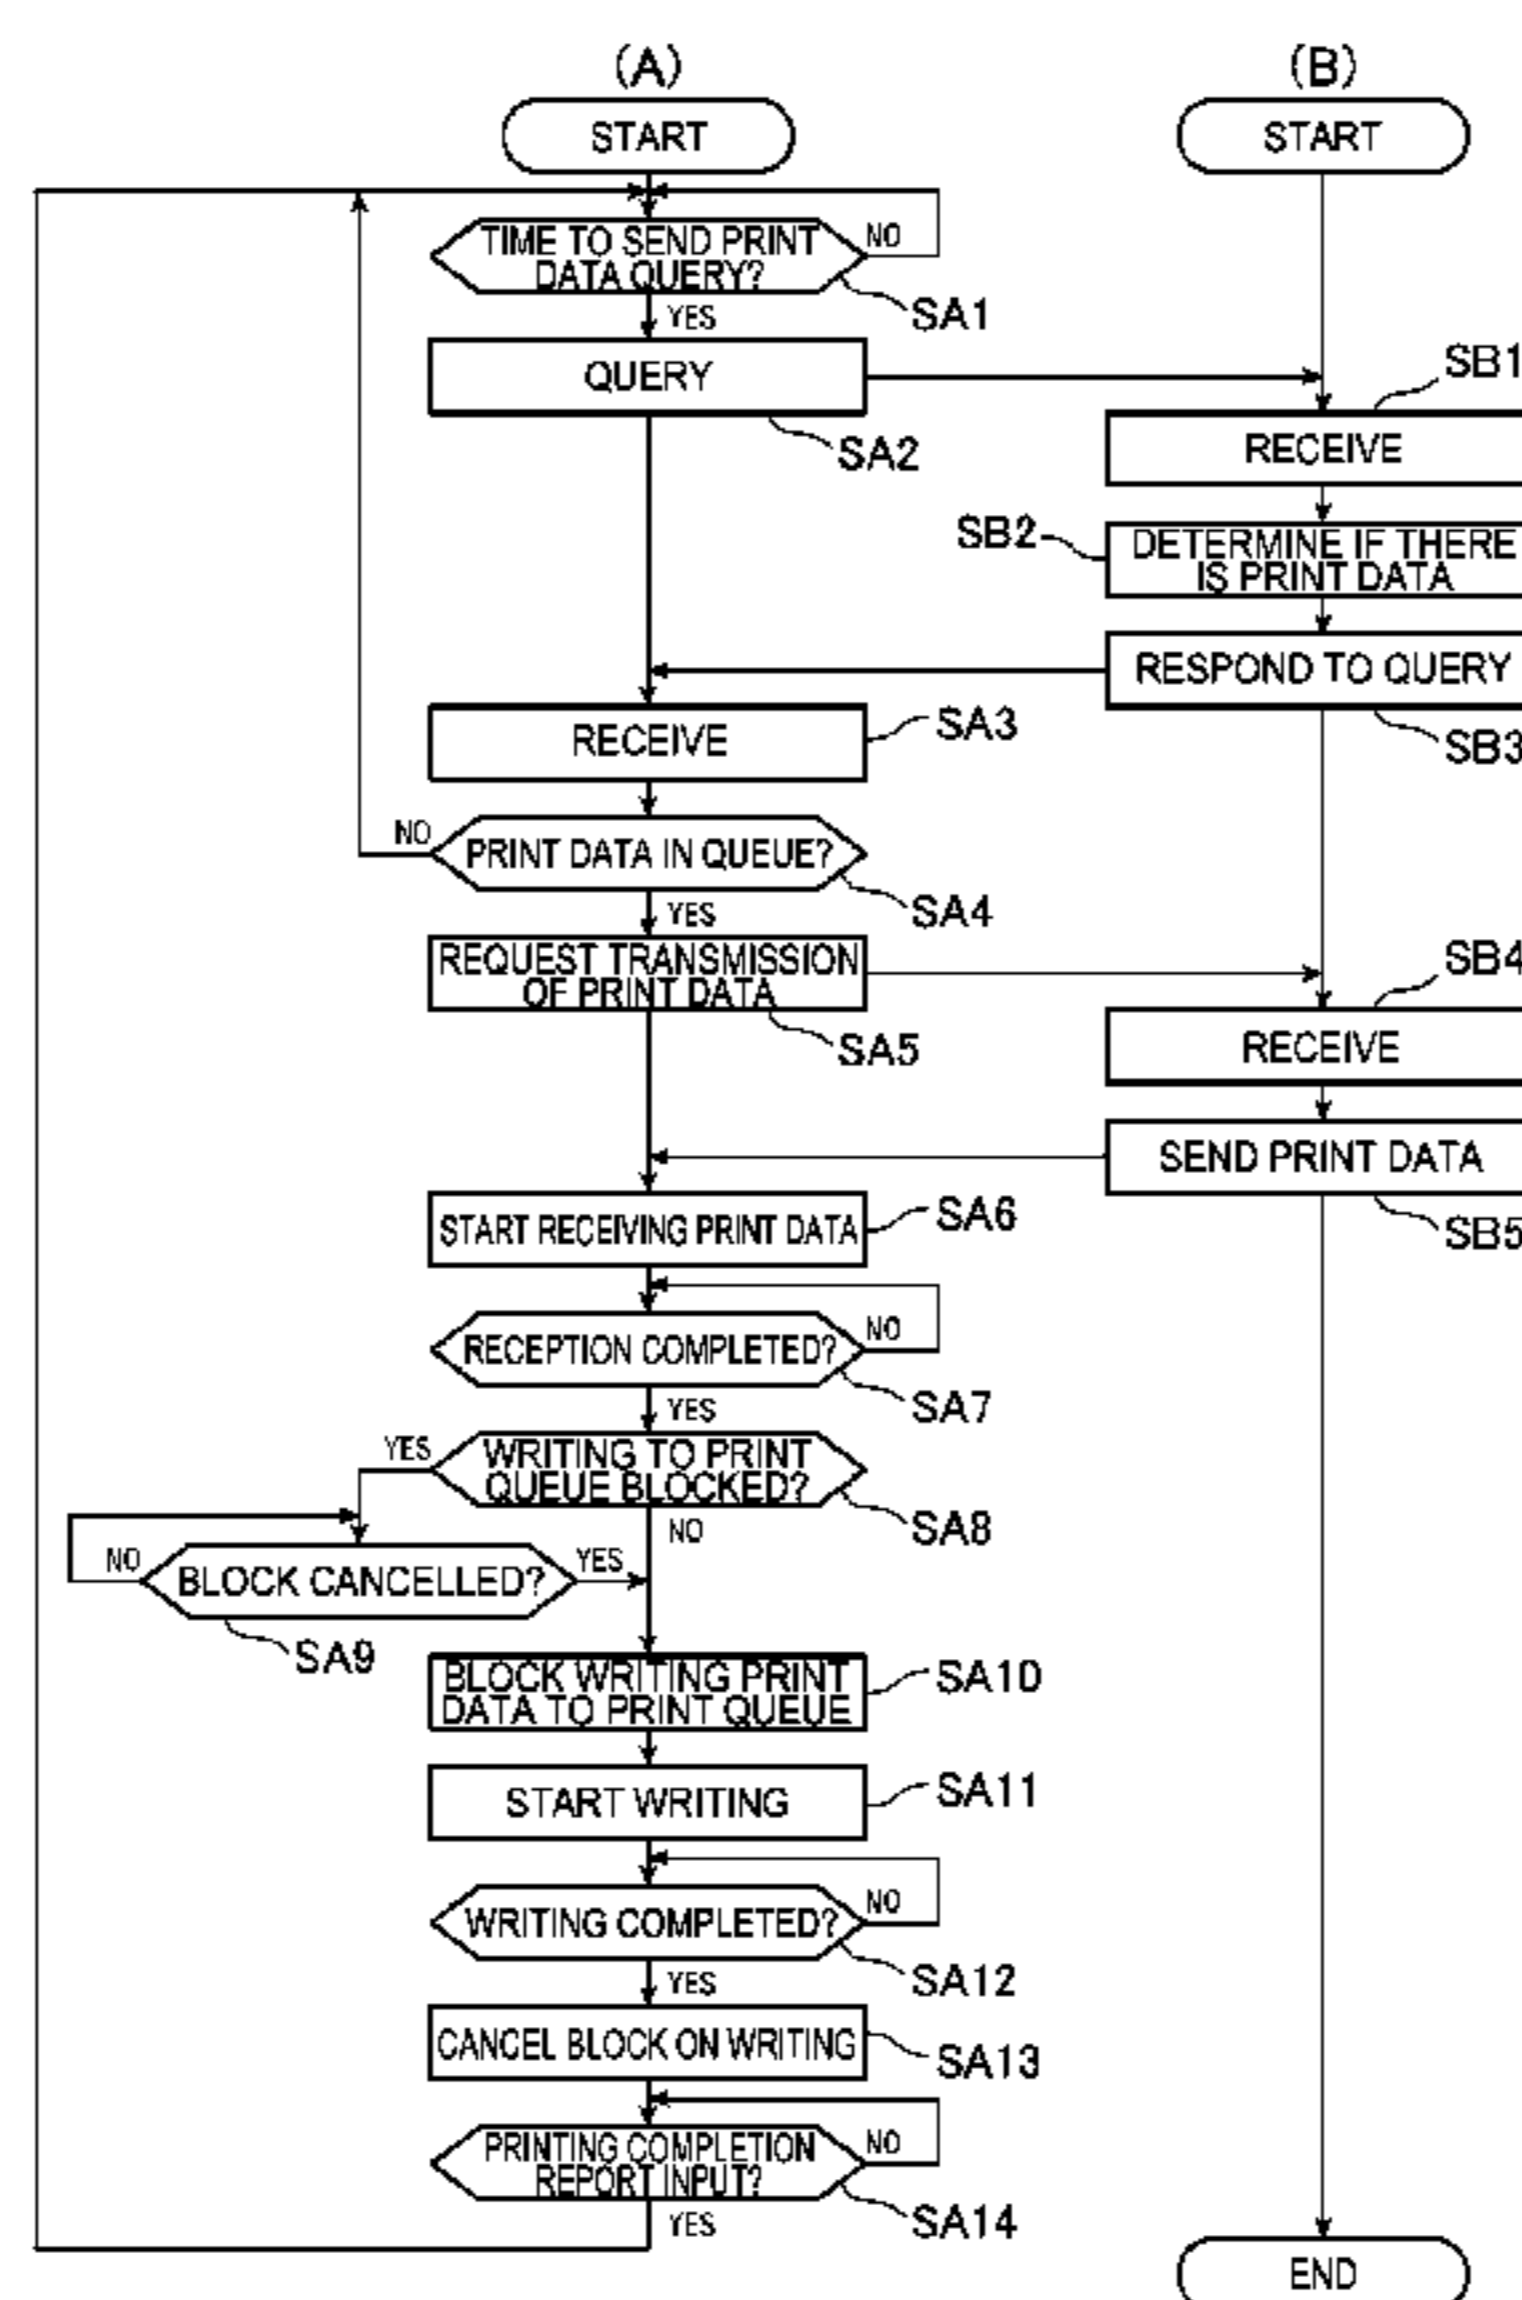 (A)
START
TIME TO SEND PRINT
DATA QUERY?
NO
SA1
YES
QUERY
SA2
RECEIVE
SA3
NO
PRINT DATA IN QUEUE?
SA4
YES
REQUEST TRANSMISSION
OF PRINT DATA
SA5
START RECEIVING PRINT DATA
SA6
RECEPTION COMPLETED?
NO
SA7
YES
YES
WRITING TO PRINT
QUEUE BLOCKED?
SA8
NO
NO
BLOCK CANCELLED?
YES
SA9
BLOCK WRITING PRINT
DATA TO PRINT QUEUE
SA10
START WRITING
SA11
WRITING COMPLETED?
NO
SA12
YES
CANCEL BLOCK ON WRITING
SA13
PRINTING COMPLETION
REPORT INPUT?
NO
SA14
YES
(B)
START
SB1
RECEIVE
SB2
DETERMINE IF THERE
IS PRINT DATA
RESPOND TO QUERY
SB3
SB4
RECEIVE
SEND PRINT DATA
SB5
END